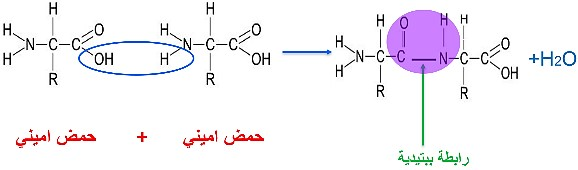 H H
H N C C O OH R
H N C C O OH R
H O H H
H N C C N C C O OH R R
+H₂O
حمض اميني + حمض اميني
رابطة ببتيدية